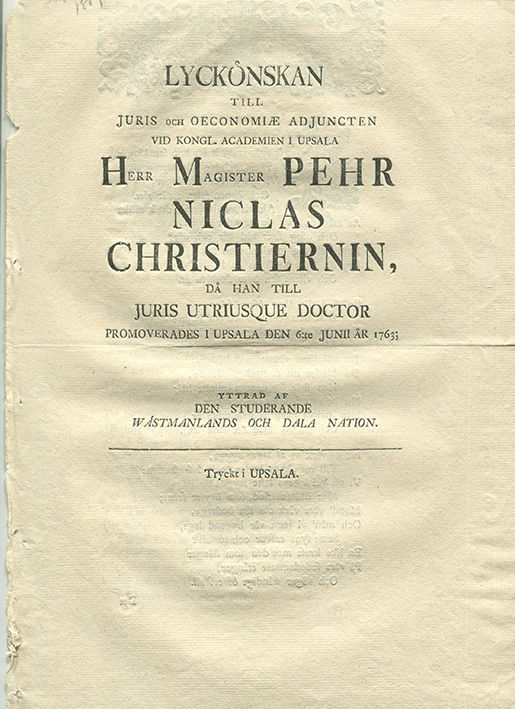 LYCKÖNSKAN
TILL
JURIS OCH OECONOMIÆ ADJUNCTEN
VID KONGL. ACADEMIEN I UPSALA
HERR MAGISTER PEHR
NICLAS
CHRISTIERNIN,
DÅ HAN TILL
JURIS UTRIUSQUE DOCTOR
PROMOVERADES I UPSALA DEN 6:te JUNII ÅR 1763;
YTTRAD AF
DEN STUDERANDE
WÄSTMANLANDS OCH DALA NATION.
Tryckt i UPSALA.